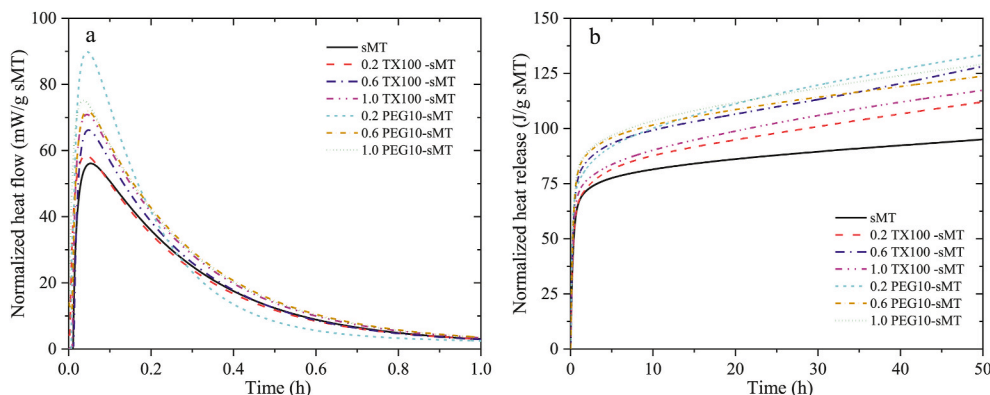 a
Normalized heat flow (mW/g sMT)
100
80
60
40
20
0
0.0 0.2 0.4 0.6 0.8 1.0
Time (h)
sMT
0.2 TX100 -sMT
0.6 TX100 -sMT
1.0 TX100 -sMT
0.2 PEG10-sMT
0.6 PEG10-sMT
1.0 PEG10-sMT
b
Normalized heat release (J/g sMT)
150
125
100
75
50
25
0
0 10 20 30 40 50
Time (h)
sMT
0.2 TX100 -sMT
0.6 TX100 -sMT
1.0 TX100 -sMT
0.2 PEG10-sMT
0.6 PEG10-sMT
1.0 PEG10-sMT